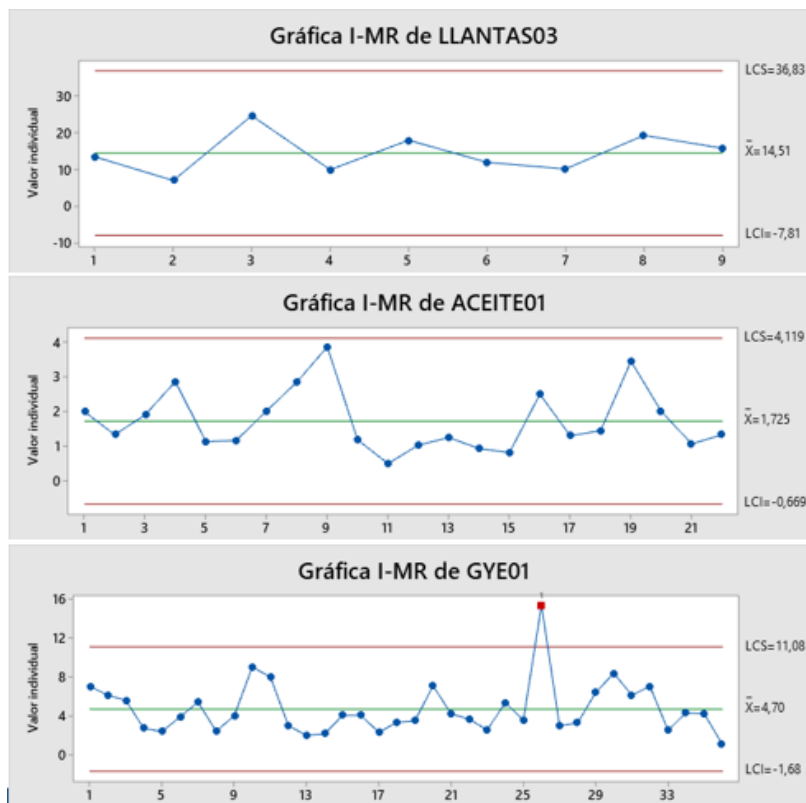 Gráfica I-MR de LLANTAS03
LCS=36,83
30
20
X̄=14,51
10
0
LCI=-7,81
-10
Valor individual
1 2 3 4 5 6 7 8 9
Gráfica I-MR de ACEITE01
LCS=4,119
4
3
2
X̄=1,725
1
0
LCI=-0,669
Valor individual
1 3 5 7 9 11 13 15 17 19 21
Gráfica I-MR de GYE01
1
16
12
LCS=11,08
8
X̄=4,70
4
0
LCI=-1,68
Valor individual
1 5 9 13 17 21 25 29 33